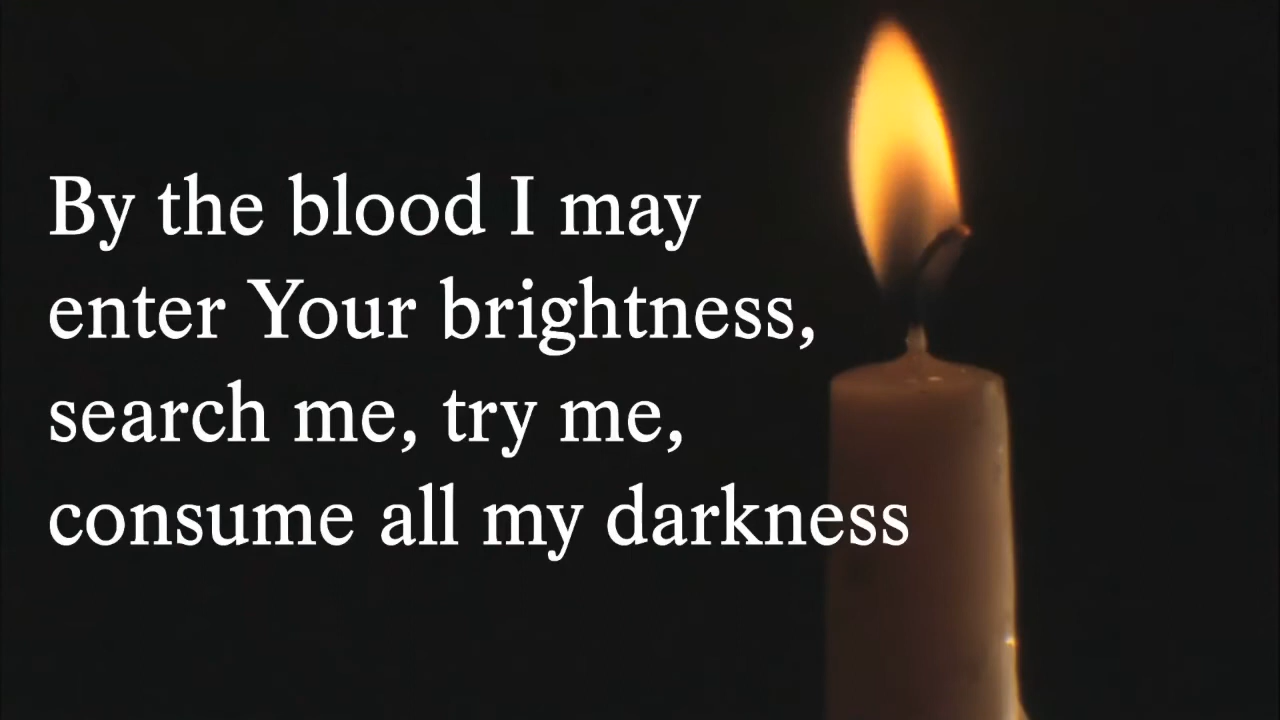 By the blood I may
enter Your brightness,
search me, try me,
consume all my darkness